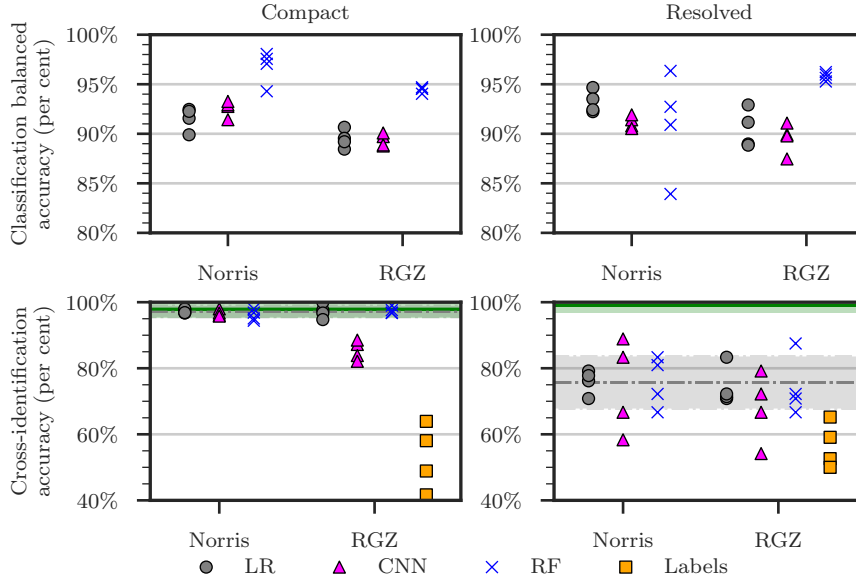 Compact
Resolved
Classification balanced
accuracy (per cent)
100%
95%
90%
85%
80%
100%
95%
90%
85%
80%
Norris
RGZ
Norris
RGZ
Cross-identification
accuracy (per cent)
100%
80%
60%
40%
100%
80%
60%
40%
Norris
RGZ
Norris
RGZ
LR
CNN
RF
Labels